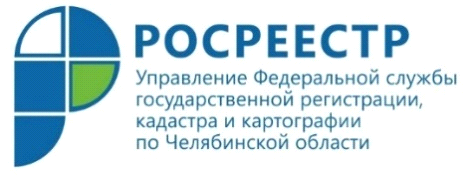 РОСРЕЕСТР
Управление Федеральной службы
государственной регистрации,
кадастра и картографии
по Челябинской области